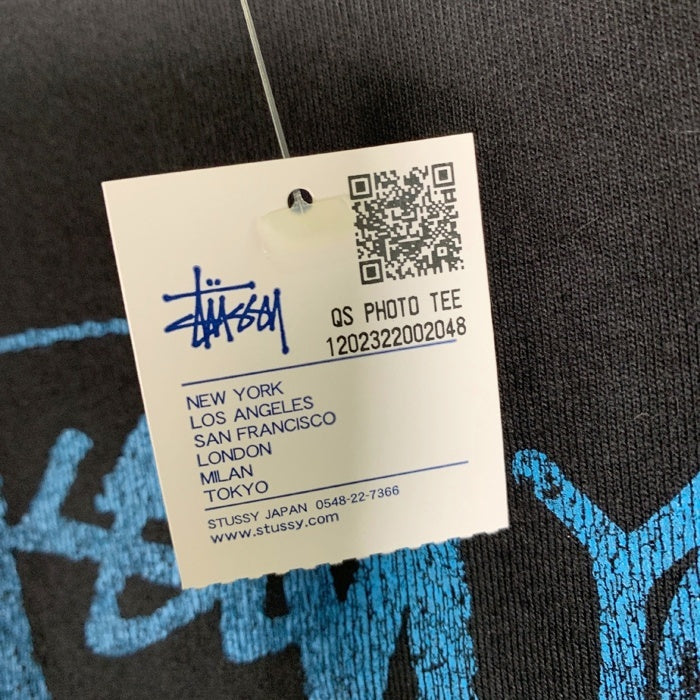 Stüssy
QS PHOTO TEE
1202322002048
NEW YORK
LOS ANGELES
SAN FRANCISCO
LONDON
MILAN
TOKYO
STUSSY JAPAN 0548-22-7366
www.stussy.com